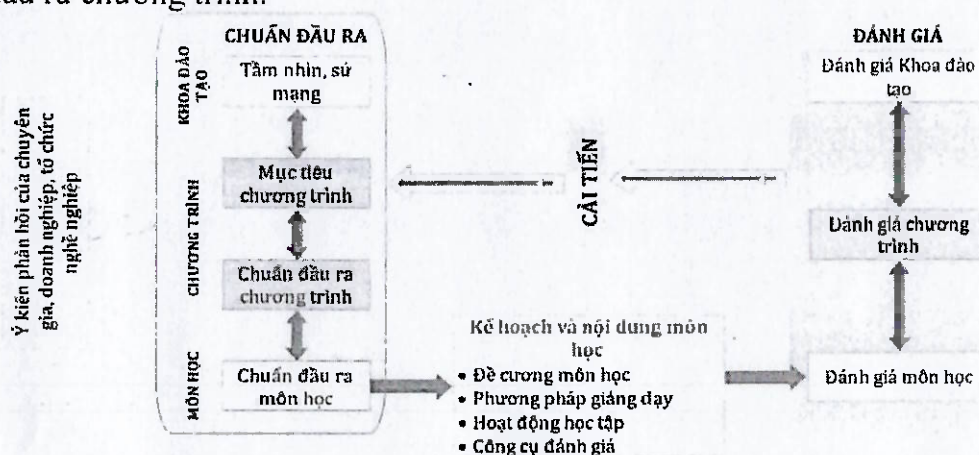 đầu ra chương trình.
CHUẨN ĐẦU RA
ĐÁNH GIÁ
Ý kiến phản hồi của chuyên
gia, doanh nghiệp, tổ chức
nghề nghiệp
KHOA ĐÀO
TẠO
Tầm nhìn, sứ
mạng
CHƯƠNG TRÌNH
Mục tiêu
chương trình
Chuẩn đầu ra
chương trình
MÔN HỌC
Chuẩn đầu ra
môn học
CẢI TIẾN
Kế hoạch và nội dung môn
học
• Đề cương môn học
• Phương pháp giảng dạy
• Hoạt động học tập
• Công cụ đánh giá
Đánh giá Khoa đào
tạo
Đánh giá chương
trình
Đánh giá môn học